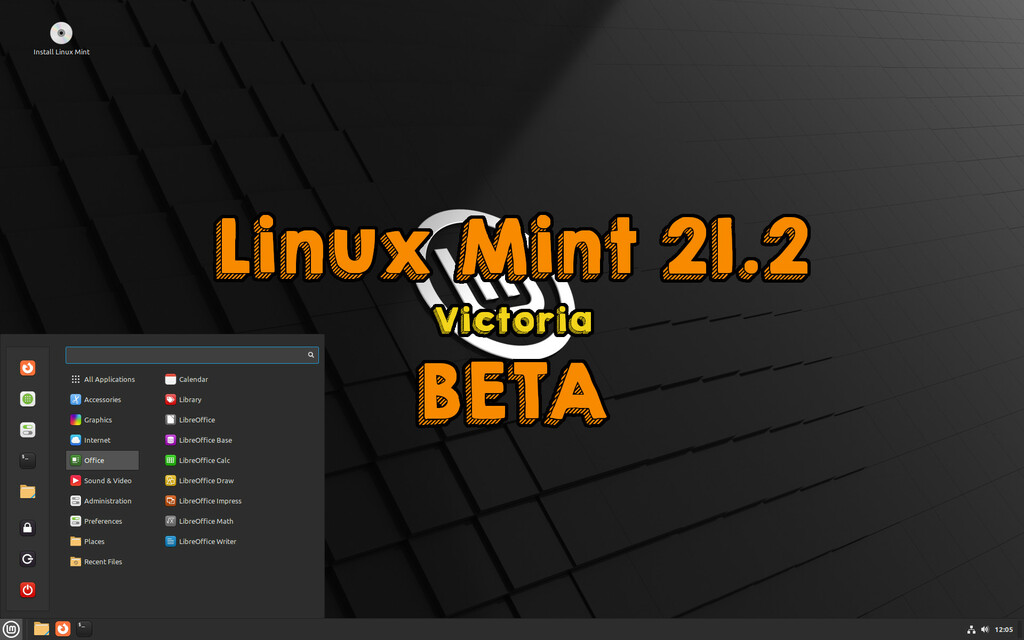 Install Linux Mint
Linux Mint 21.2
Victoria
BETA
All Applications
Accessories
Graphics
Internet
Office
Sound & Video
Administration
Preferences
Places
Recent Files
Calendar
Library
LibreOffice
LibreOffice Base
LibreOffice Calc
LibreOffice Draw
LibreOffice Impress
LibreOffice Math
LibreOffice Writer
12:05